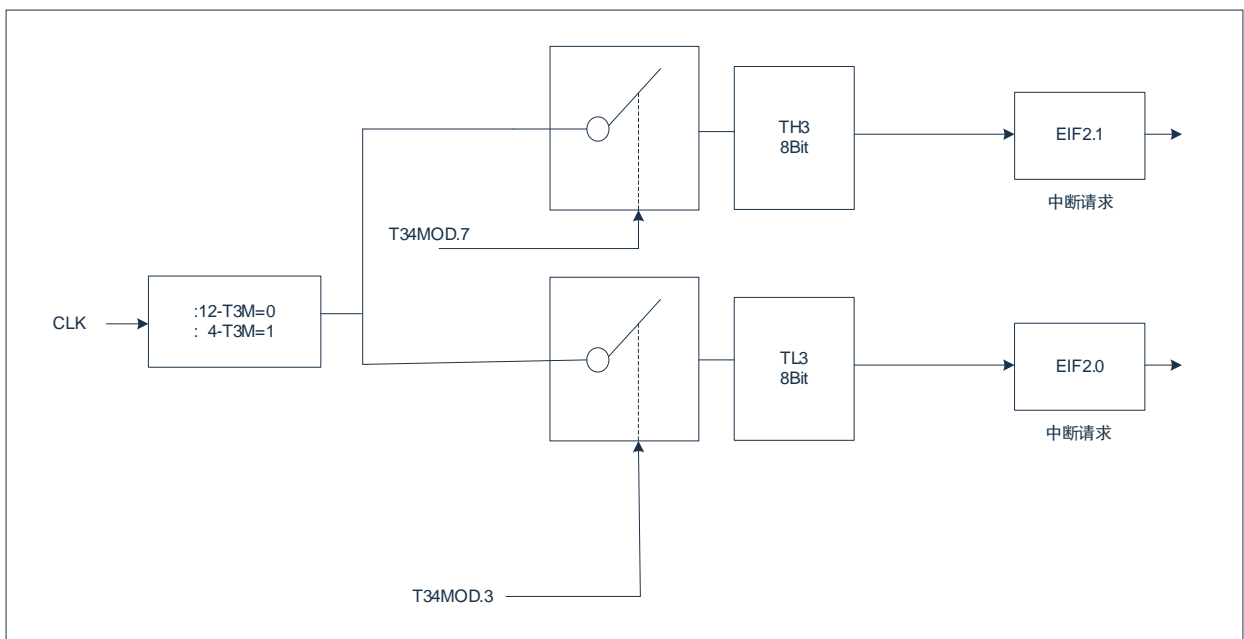 TH3
8Bit
EIF2.1
中断请求
T34MOD.7
CLK
:12-T3M=0
: 4-T3M=1
TL3
8Bit
EIF2.0
中断请求
T34MOD.3